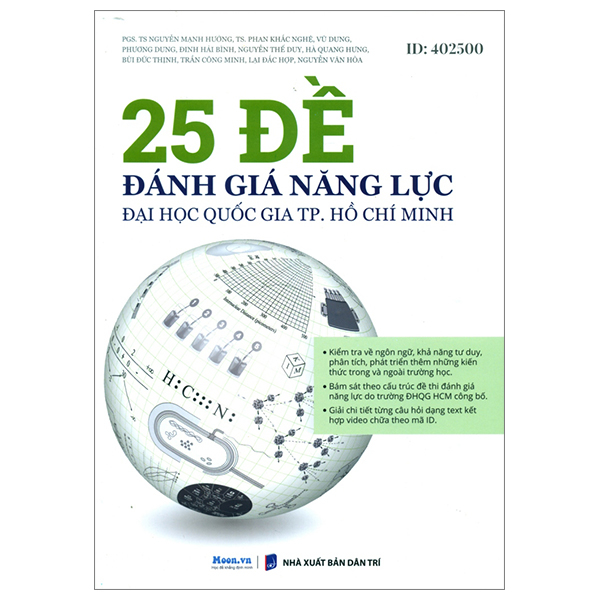 PGS. TS NGUYỄN MẠNH HƯỞNG, TS. PHAN KHẮC NGHỆ, VŨ DUNG,
PHƯƠNG DUNG, ĐINH HẢI BÌNH, NGUYỄN THẾ DUY, HÀ QUANG HƯNG,
BÙI ĐỨC THỊNH, TRẦN CÔNG MINH, LẠI ĐẮC HỢP, NGUYỄN VĂN HÒA
ID: 402500
25 ĐỀ
ĐÁNH GIÁ NĂNG LỰC
ĐẠI HỌC QUỐC GIA TP. HỒ CHÍ MINH
H:C:::N:
• Kiểm tra về ngôn ngữ, khả năng tư duy,
phân tích, phát triển thêm những kiến
thức trong và ngoài trường học.
• Bám sát theo cấu trúc đề thi đánh giá
năng lực do trường ĐHQG HCM công bố.
• Giải chi tiết từng câu hỏi dạng text kết
hợp video chữa theo mã ID.
Moon.vn
Học để khẳng định mình
NHÀ XUẤT BẢN DÂN TRÍ